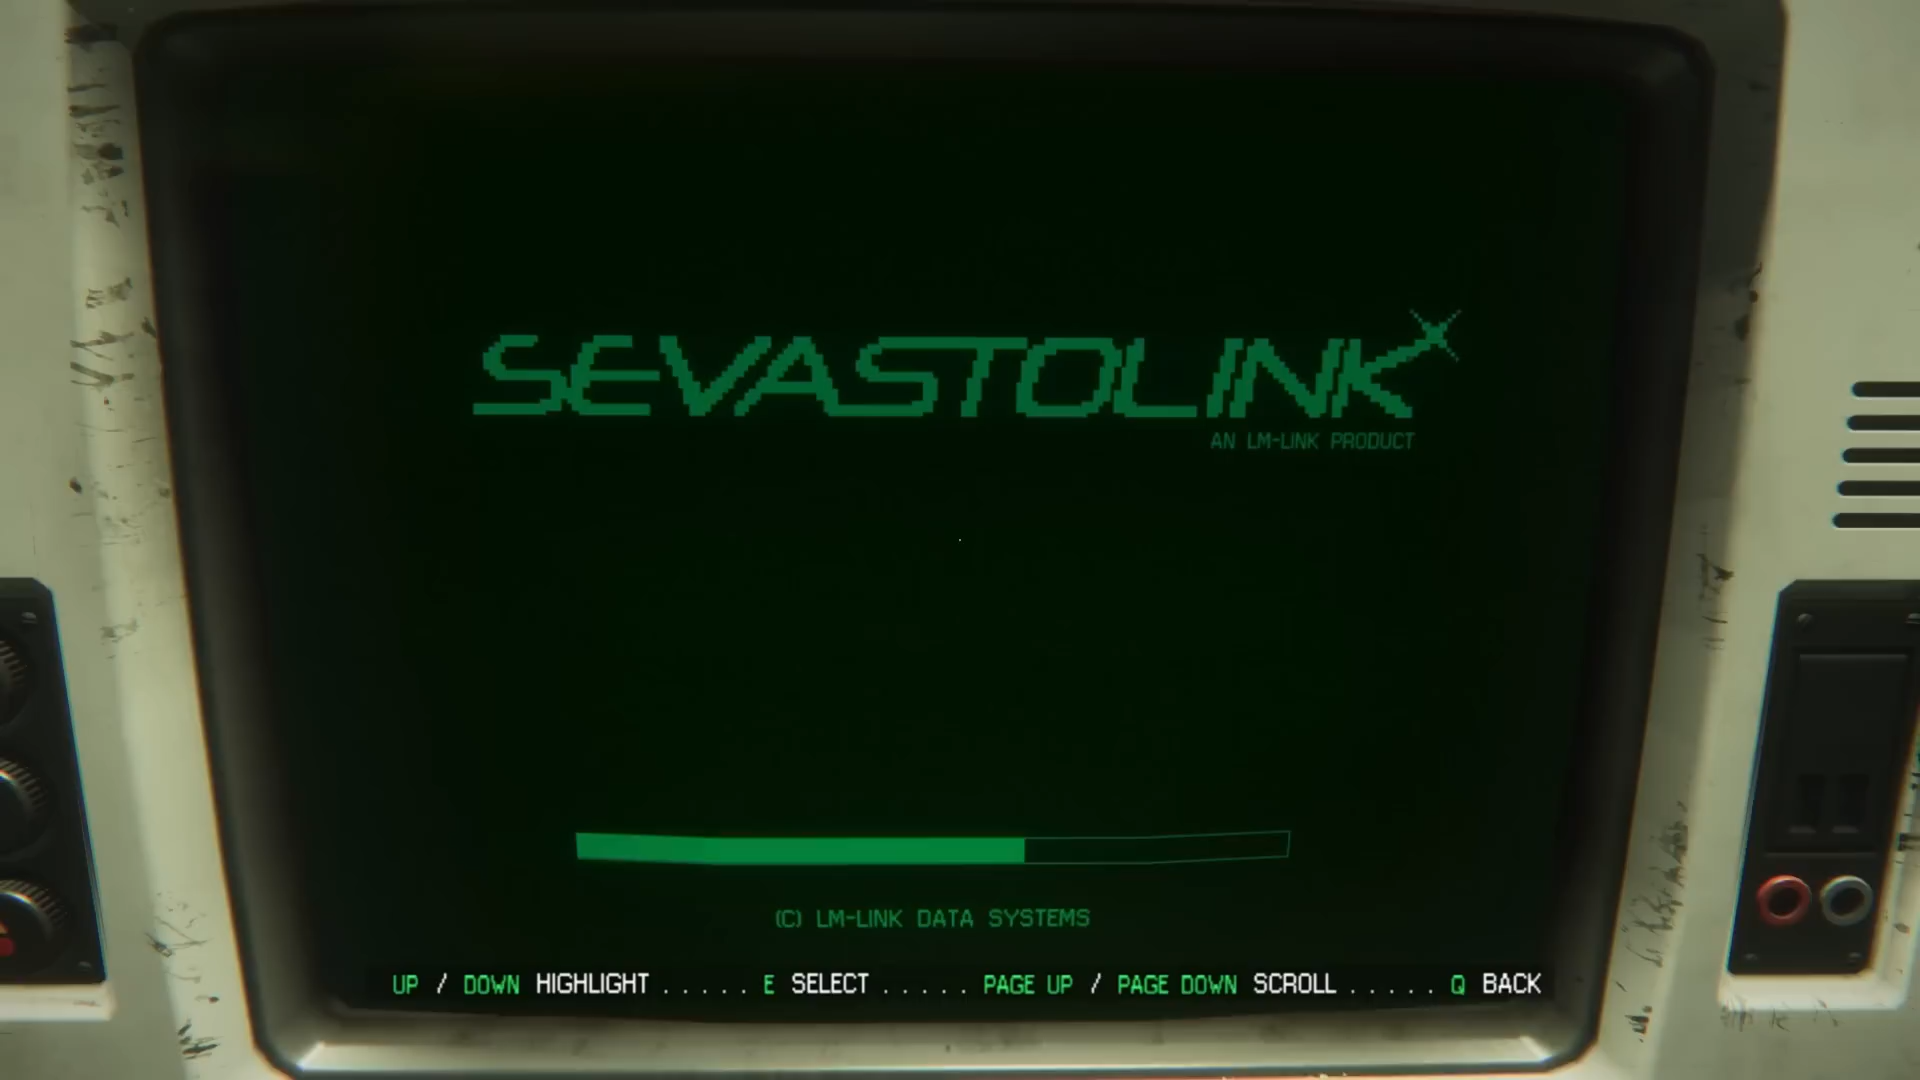 SEVASTOLINK
AN LM-LINK PRODUCT
(C) LM-LINK DATA SYSTEMS
UP / DOWN HIGHLIGHT ..... E SELECT ..... PAGE UP / PAGE DOWN SCROLL ..... Q BACK